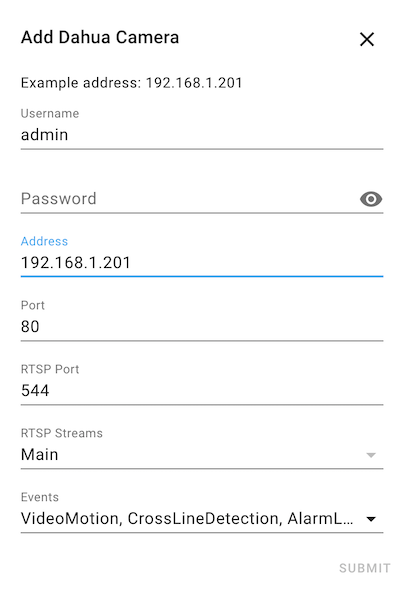 Add Dahua Camera
Example address: 192.168.1.201
Username
admin
Password
Address
192.168.1.201
Port
80
RTSP Port
544
RTSP Streams
Main
Events
VideoMotion, CrossLineDetection, AlarmL...
SUBMIT